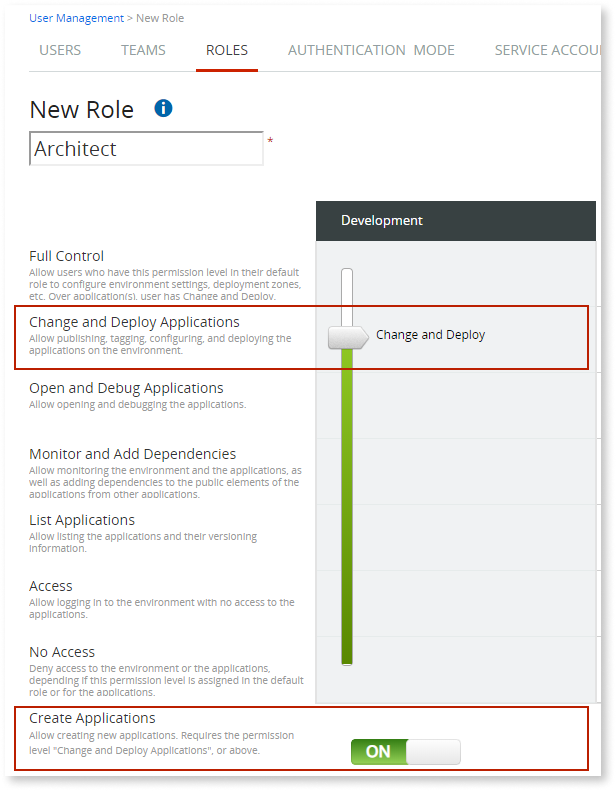 User Management > New Role
USERS TEAMS ROLES AUTHENTICATION MODE SERVICE ACCOU
New Role i
Architect *
Development
Full Control
Allow users who have this permission level in their default
role to configure environment settings, deployment zones,
etc. Over application(s), user has Change and Deploy.
Change and Deploy Applications
Allow publishing, tagging, configuring, and deploying the
applications on the environment.
Change and Deploy
Open and Debug Applications
Allow opening and debugging the applications.
Monitor and Add Dependencies
Allow monitoring the environment and the applications, as
well as adding dependencies to the public elements of the
applications from other applications.
List Applications
Allow listing the applications and their versioning
information.
Access
Allow logging in to the environment with no access to the
applications.
No Access
Deny access to the environment or the applications,
depending if this permission level is assigned in the default
role or for the applications.
Create Applications
Allow creating new applications. Requires the permission
level "Change and Deploy Applications", or above.
ON